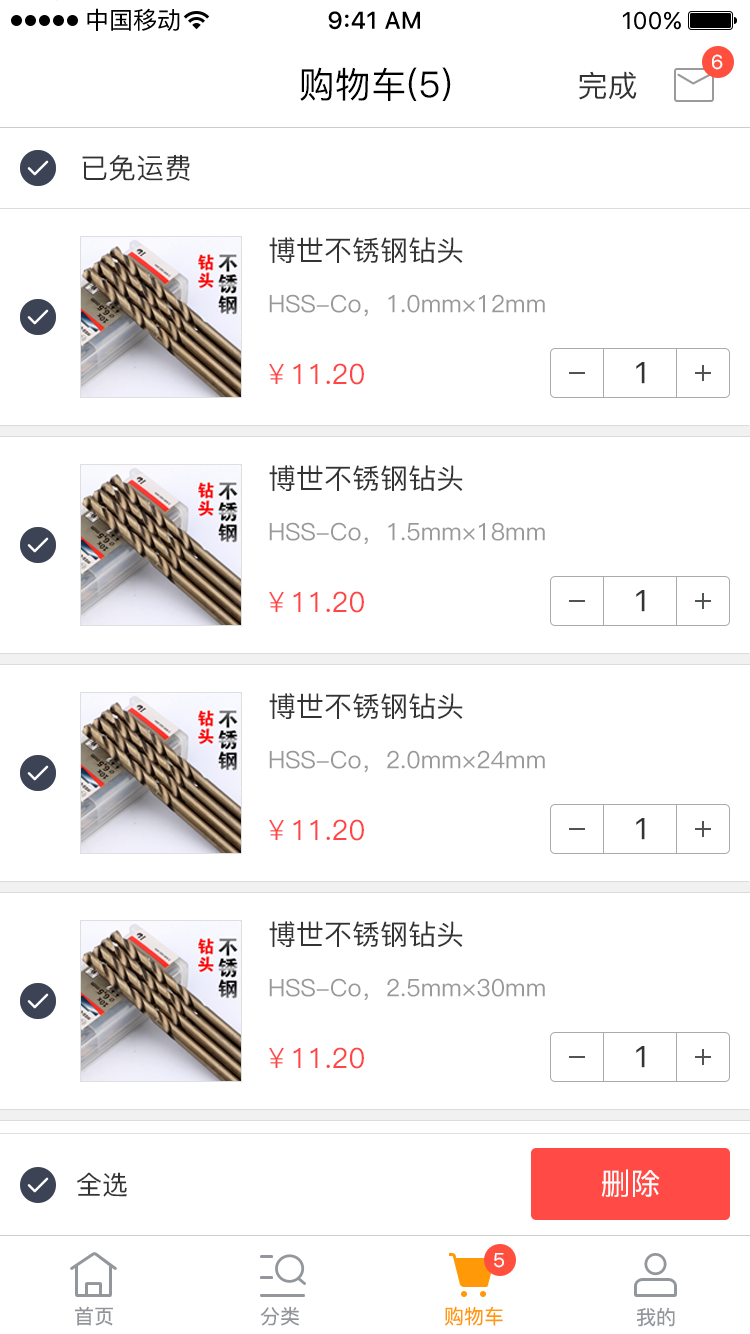 中国移动 9:41 AM 100%
购物车(5) 完成 6
已免运费
博世不锈钢钻头
HSS-Co，1.0mm×12mm
¥ 11.20 − 1 +
不锈钢
钻头
博世不锈钢钻头
HSS-Co，1.5mm×18mm
¥ 11.20 − 1 +
不锈钢
钻头
博世不锈钢钻头
HSS-Co，2.0mm×24mm
¥ 11.20 − 1 +
不锈钢
钻头
博世不锈钢钻头
HSS-Co，2.5mm×30mm
¥ 11.20 − 1 +
不锈钢
钻头
全选 删除
5
首页 分类 购物车 我的